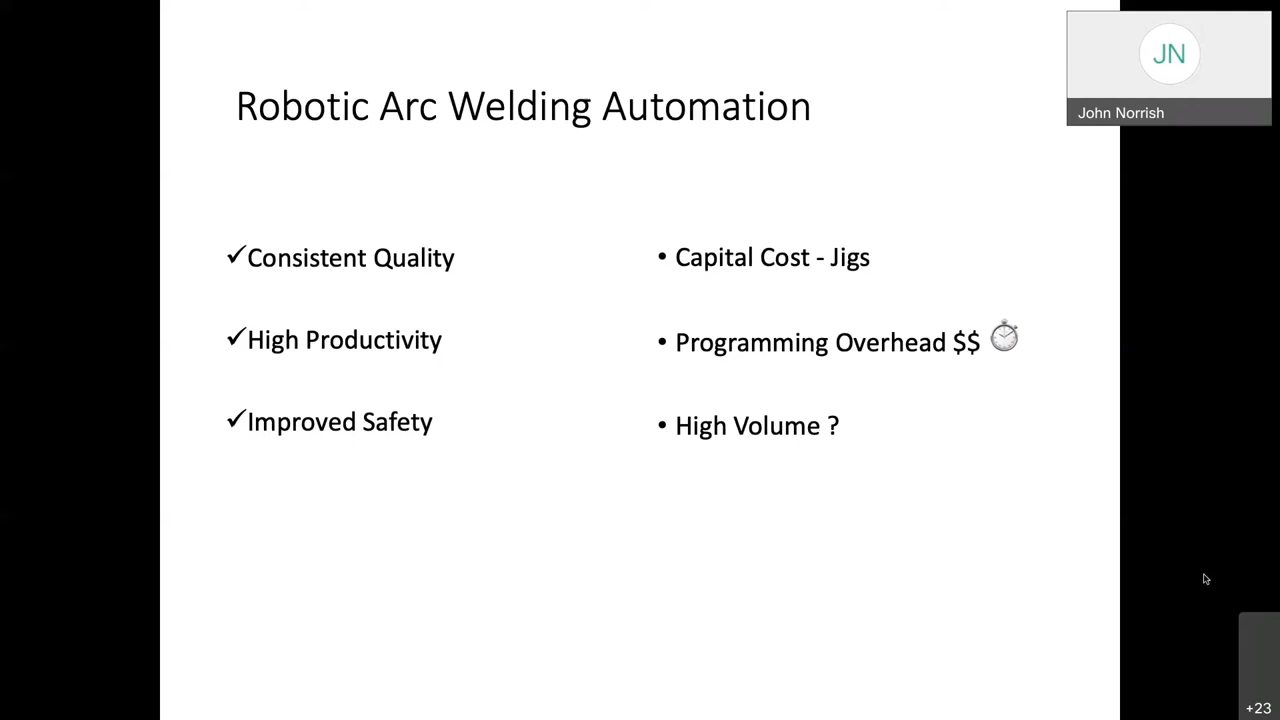 JN
John Norrish
Robotic Arc Welding Automation
✓Consistent Quality
✓High Productivity
✓Improved Safety
• Capital Cost - Jigs
• Programming Overhead $$
• High Volume ?
+23